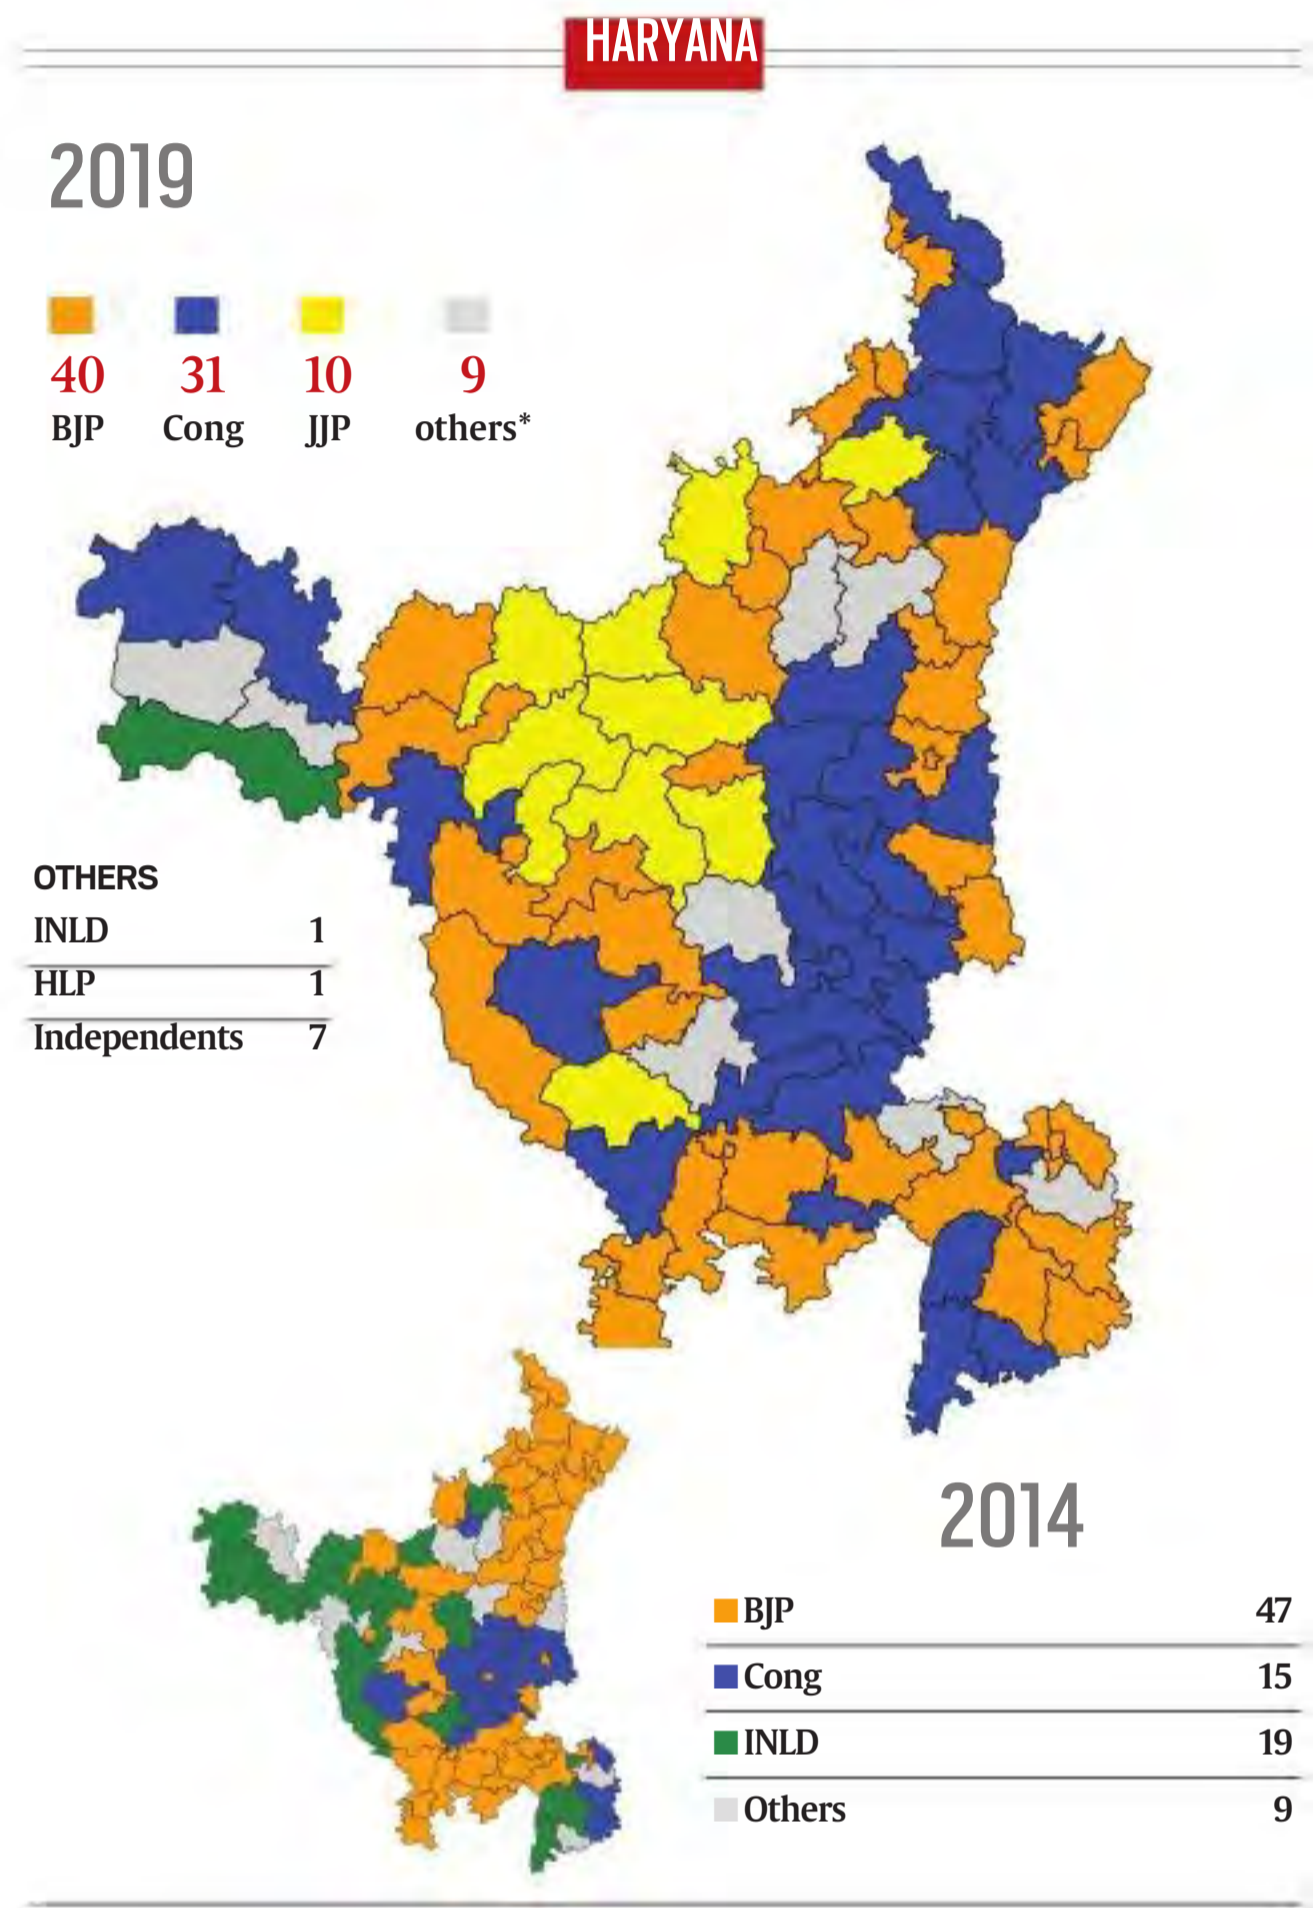 HARYANA
2019
40 31 10 9
BJP Cong JJP others*
OTHERS
INLD 1
HLP 1
Independents 7
2014
BJP 47
Cong 15
INLD 19
Others 9